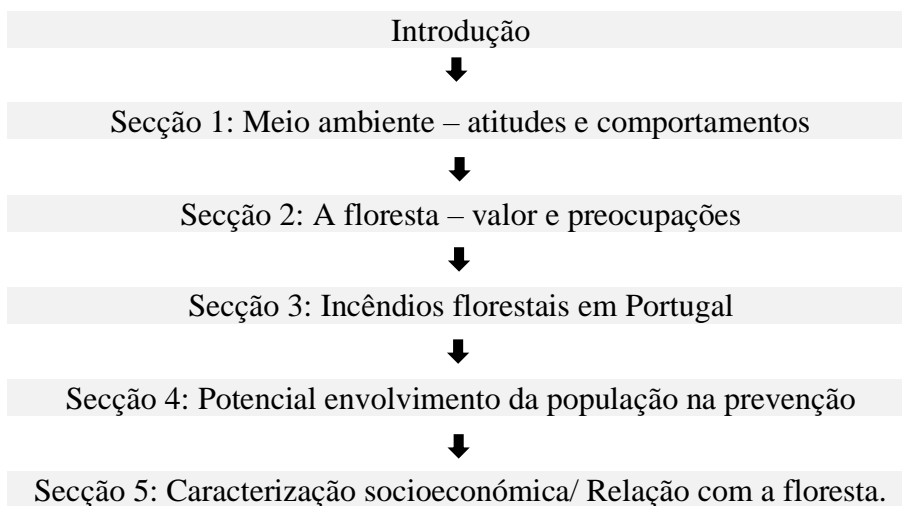 Introdução
Secção 1: Meio ambiente – atitudes e comportamentos
Secção 2: A floresta – valor e preocupações
Secção 3: Incêndios florestais em Portugal
Secção 4: Potencial envolvimento da população na prevenção
Secção 5: Caracterização socioeconómica/ Relação com a floresta.